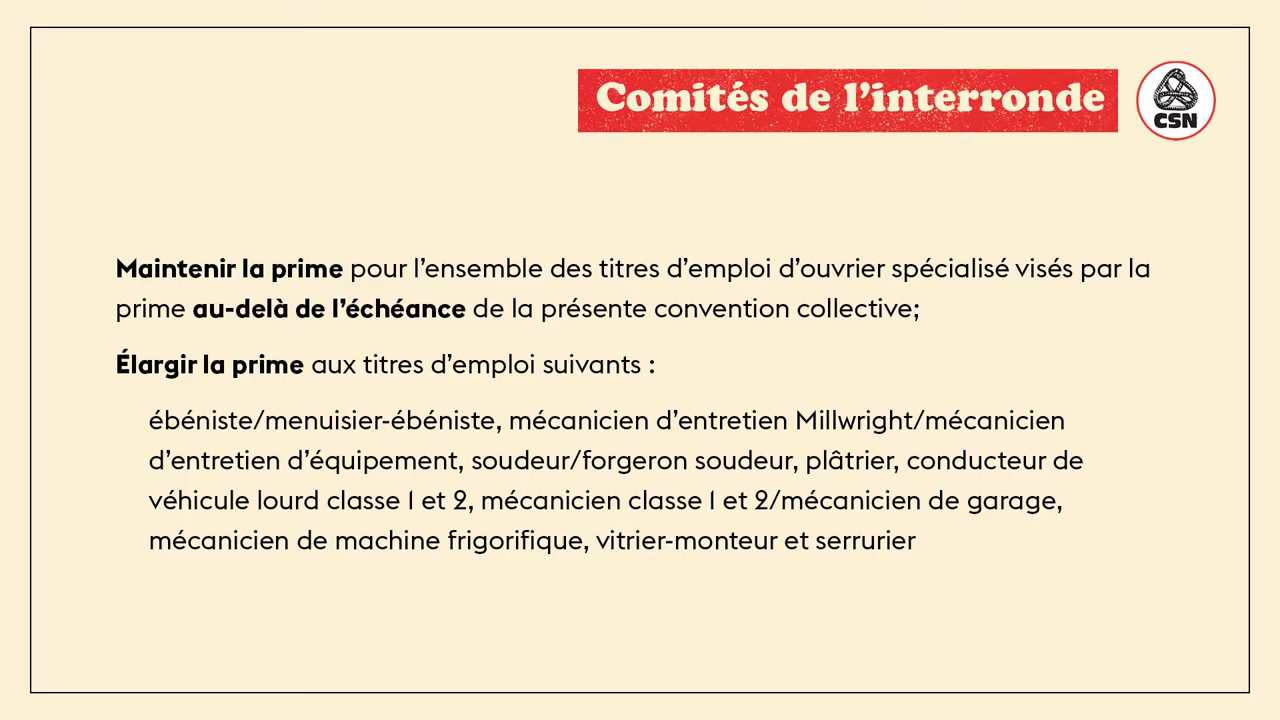 Comités de l’interronde
CSN
Maintenir la prime pour l’ensemble des titres d’emploi d’ouvrier spécialisé visés par la
prime au-delà de l’échéance de la présente convention collective;
Élargir la prime aux titres d’emploi suivants :
ébéniste/menuisier-ébéniste, mécanicien d’entretien Millwright/mécanicien
d’entretien d’équipement, soudeur/forgeron soudeur, plâtrier, conducteur de
véhicule lourd classe 1 et 2, mécanicien classe 1 et 2/mécanicien de garage,
mécanicien de machine frigorifique, vitrier-monteur et serrurier